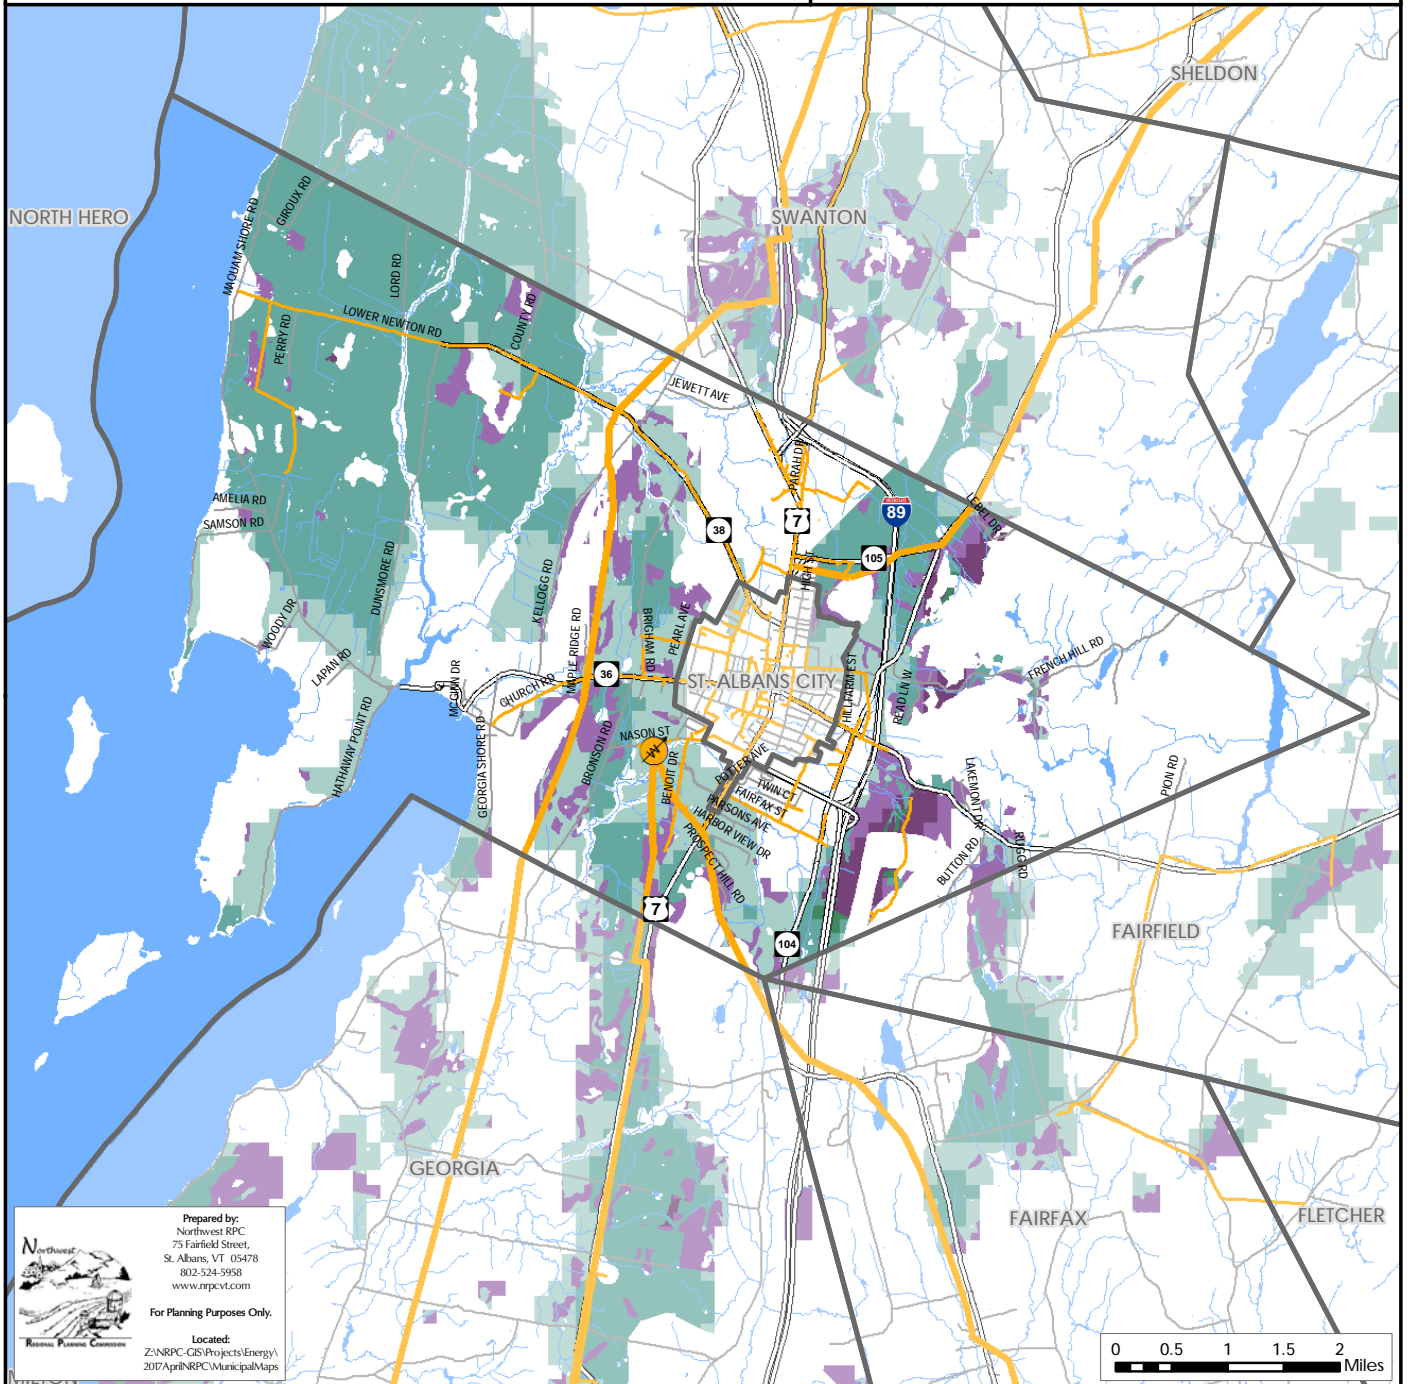 SHELDON
NORTH HERO
SWANTON
MAQUAM SHORE RD
GIROUX RD
LORD RD
COUNTY RD
LOWER NEWTON RD
PERRY RD
JEWETT AVE
PARAH DR
AMELIA RD
SAMSON RD
38
7
INTERSTATE
89
LEBEL DR
105
HIGH ST
DUNSMORE RD
KELLOGG RD
WOODY DR
MAPLE RIDGE RD
BRIGHAM RD
PEARL AVE
FRENCH HILL RD
LAPAN RD
MCGINN DR
CHURCH RD
36
ST. ALBANS CITY
HILL FARM EST
READ LN W
HATHAWAY POINT RD
GEORGIA SHORE RD
BRONSON RD
NASON ST
W
BENOIT DR
POTTER AVE
TWIN CT
FAIRFAX ST
PARSONS AVE
HARBOR VIEW DR
PROSPECT HILL RD
LAKEMONT DR
PION RD
BUTTON RD
RUGG RD
7
104
FAIRFIELD
GEORGIA
FAIRFAX
FLETCHER
MILTON
Northwest
REGIONAL PLANNING COMMISSION
Prepared by:
Northwest RPC
75 Fairfield Street,
St. Albans, VT 05478
802-524-5958
www.nrpcvt.com
For Planning Purposes Only.
Located:
Z:\NRPC-GIS\Projects\Energy\
2017AprilNRPC\MunicipalMaps
0 0.5 1 1.5 2
Miles